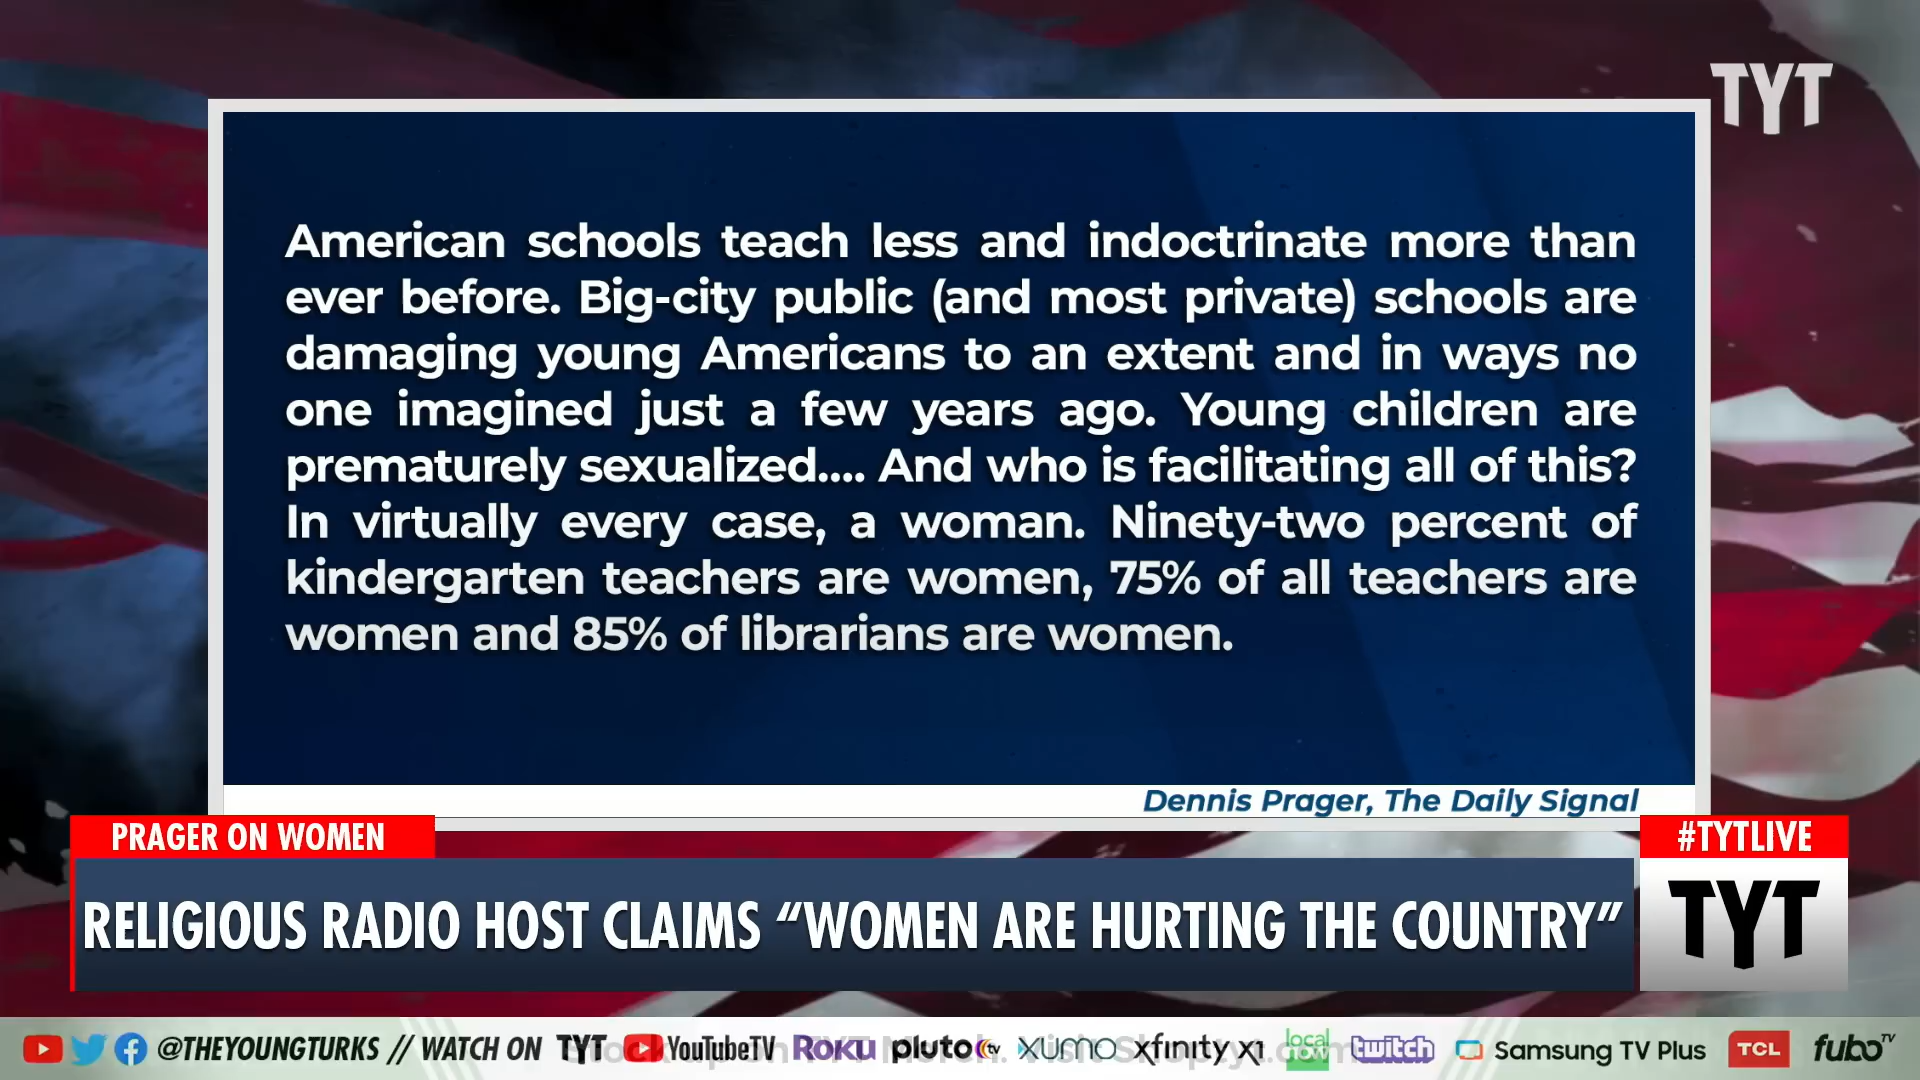 TYT
American schools teach less and indoctrinate more than
ever before. Big-city public (and most private) schools are
damaging young Americans to an extent and in ways no
one imagined just a few years ago. Young children are
prematurely sexualized.... And who is facilitating all of this?
In virtually every case, a woman. Ninety-two percent of
kindergarten teachers are women, 75% of all teachers are
women and 85% of librarians are women.
Dennis Prager, The Daily Signal
PRAGER ON WOMEN
#TYTLIVE
RELIGIOUS RADIO HOST CLAIMS “WOMEN ARE HURTING THE COUNTRY”
TYT
@THEYOUNGTURKS // WATCH ON TYT YouTubeTV ROKU pluto tv xumo xfinity x1 local now twitch Samsung TV Plus TCL fubo TV